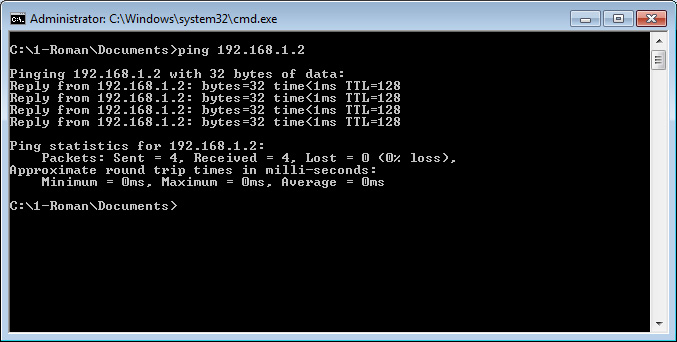 Administrator: C:\Windows\system32\cmd.exe
C:\1-Roman\Documents>ping 192.168.1.2
Pinging 192.168.1.2 with 32 bytes of data:
Reply from 192.168.1.2: bytes=32 time<1ms TTL=128
Reply from 192.168.1.2: bytes=32 time<1ms TTL=128
Reply from 192.168.1.2: bytes=32 time<1ms TTL=128
Reply from 192.168.1.2: bytes=32 time<1ms TTL=128
Ping statistics for 192.168.1.2:
    Packets: Sent = 4, Received = 4, Lost = 0 (0% loss),
Approximate round trip times in milli-seconds:
    Minimum = 0ms, Maximum = 0ms, Average = 0ms
C:\1-Roman\Documents>